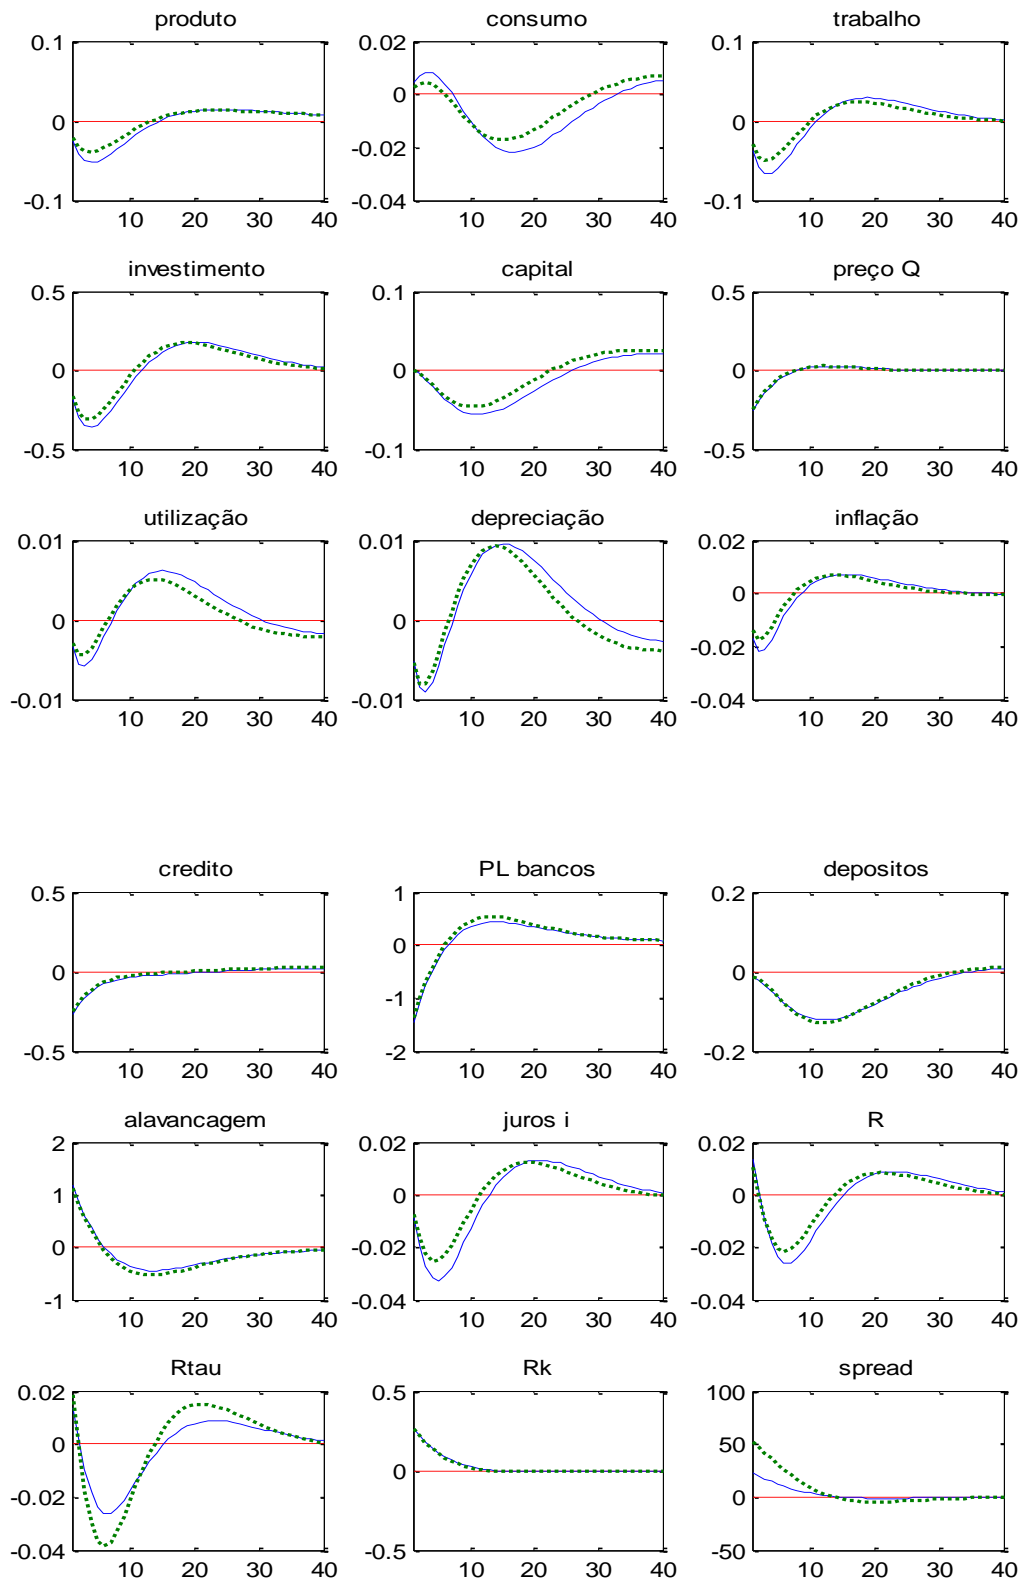 produto consumo trabalho
0.1 0.02 0.1
0 0 0
-0.02
-0.1 -0.04 -0.1
10 20 30 40 10 20 30 40 10 20 30 40
investimento capital preço Q
0.5 0.1 0.5
0 0 0
-0.5 -0.1 -0.5
10 20 30 40 10 20 30 40 10 20 30 40
utilização depreciação inflação
0.01 0.01 0.02
0 0 0
-0.02
-0.01 -0.01 -0.04
10 20 30 40 10 20 30 40 10 20 30 40
credito PL bancos depositos
0.5 1 0.2
0 0 0
-1
-0.5 -2 -0.2
10 20 30 40 10 20 30 40 10 20 30 40
alavancagem juros i R
2 0.02 0.02
1 0 0
0 -0.02 -0.02
-1 -0.04 -0.04
10 20 30 40 10 20 30 40 10 20 30 40
Rtau Rk spread
0.02 0.5 100
0 0 50
-0.02 0
-0.04 -0.5 -50
10 20 30 40 10 20 30 40 10 20 30 40